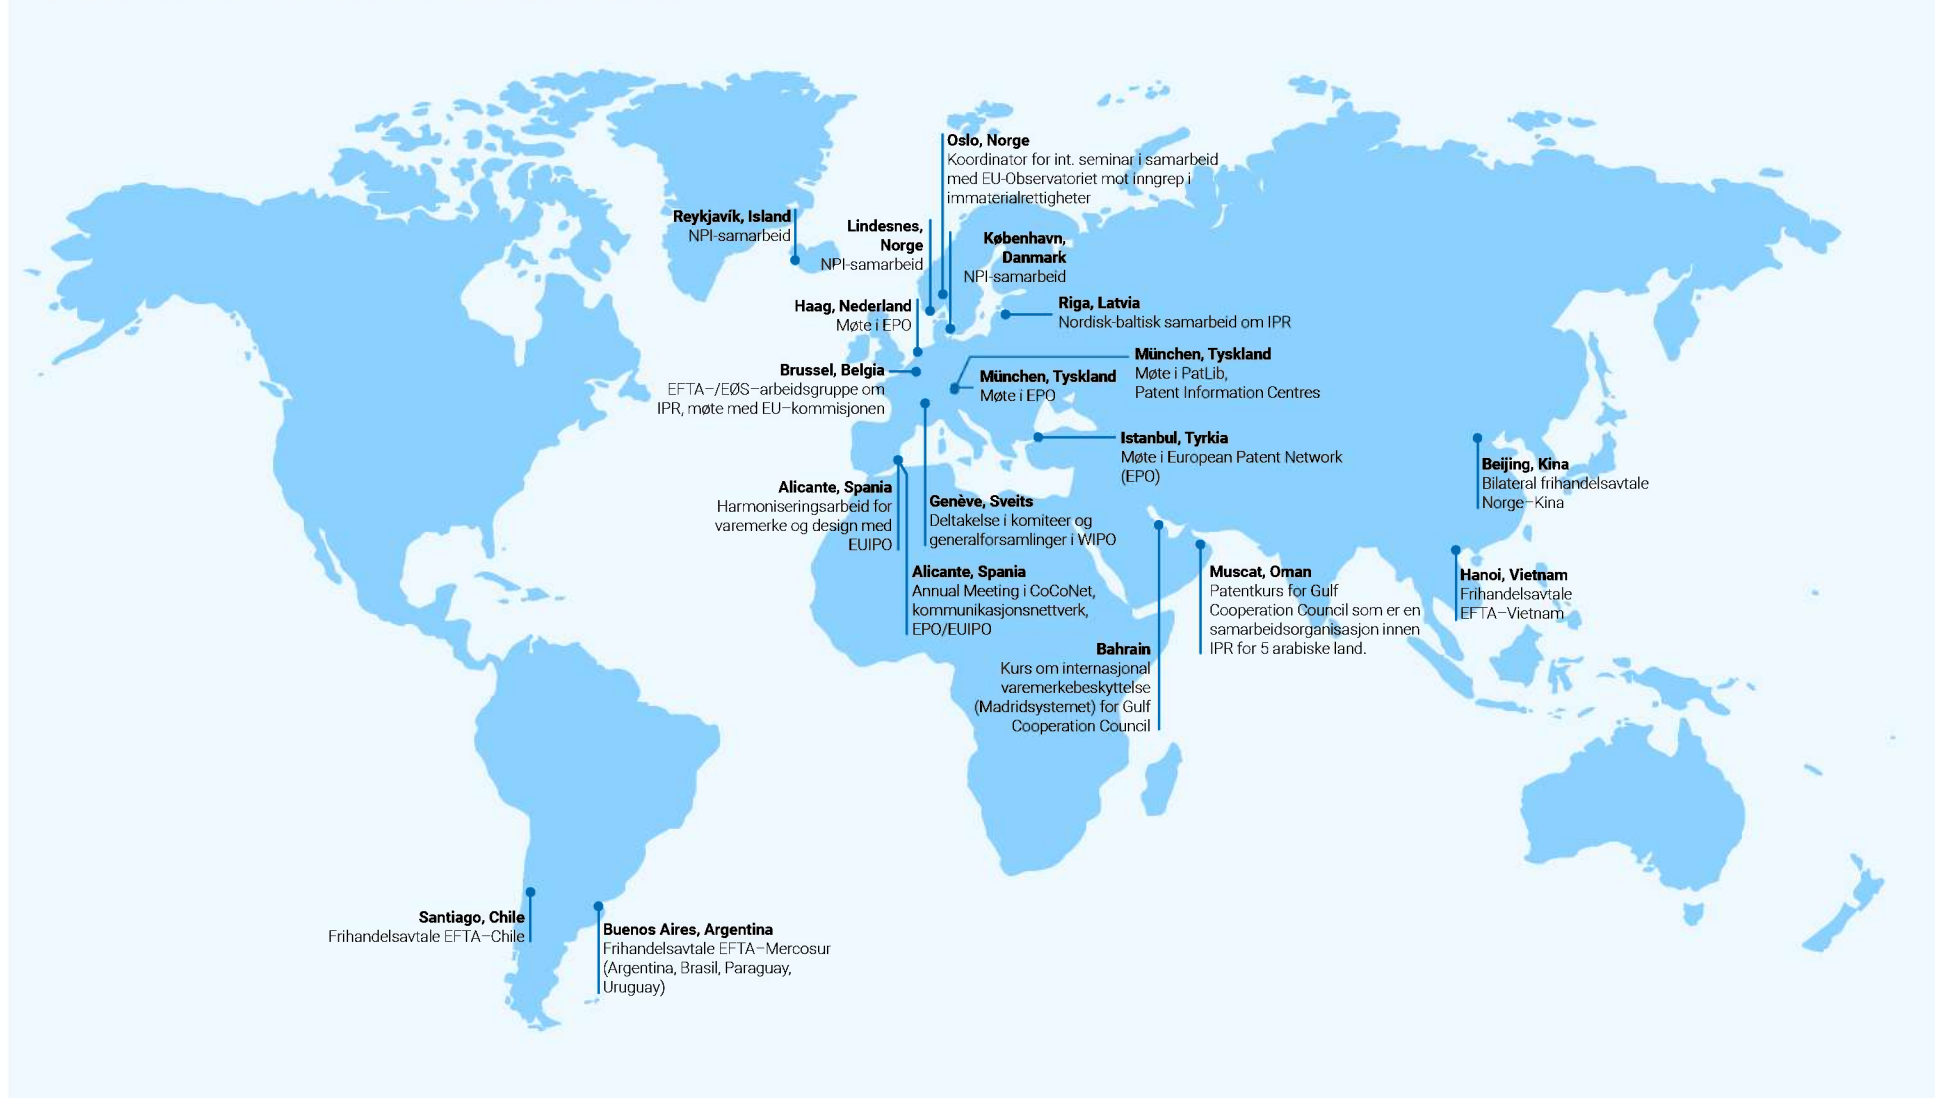 Oslo, Norge
Koordinator for int. seminar i samarbeid
med EU-Observatoriet mot inngrep i
immaterialrettigheter
Reykjavík, Island
NPI-samarbeid
Lindesnes,
Norge
NPI-samarbeid
København,
Danmark
NPI-samarbeid
Haag, Nederland
Møte i EPO
Riga, Latvia
Nordisk-baltisk samarbeid om IPR
Brussel, Belgia
EFTA–/EØS–arbeidsgruppe om
IPR, møte med EU–kommisjonen
München, Tyskland
Møte i EPO
München, Tyskland
Møte i PatLib,
Patent Information Centres
Istanbul, Tyrkia
Møte i European Patent Network
(EPO)
Beijing, Kina
Bilateral frihandelsavtale
Norge–Kina
Alicante, Spania
Harmoniseringsarbeid for
varemerke og design med
EUIPO
Genève, Sveits
Deltakelse i komiteer og
generalforsamlinger i WIPO
Alicante, Spania
Annual Meeting i CoCoNet,
kommunikasjonsnettverk,
EPO/EUIPO
Muscat, Oman
Patentkurs for Gulf
Cooperation Council som er en
samarbeidsorganisasjon innen
IPR for 5 arabiske land.
Hanoi, Vietnam
Frihandelsavtale
EFTA–Vietnam
Bahrain
Kurs om internasjonal
varemerkebeskyttelse
(Madridsystemet) for Gulf
Cooperation Council
Santiago, Chile
Frihandelsavtale EFTA–Chile
Buenos Aires, Argentina
Frihandelsavtale EFTA–Mercosur
(Argentina, Brasil, Paraguay,
Uruguay)